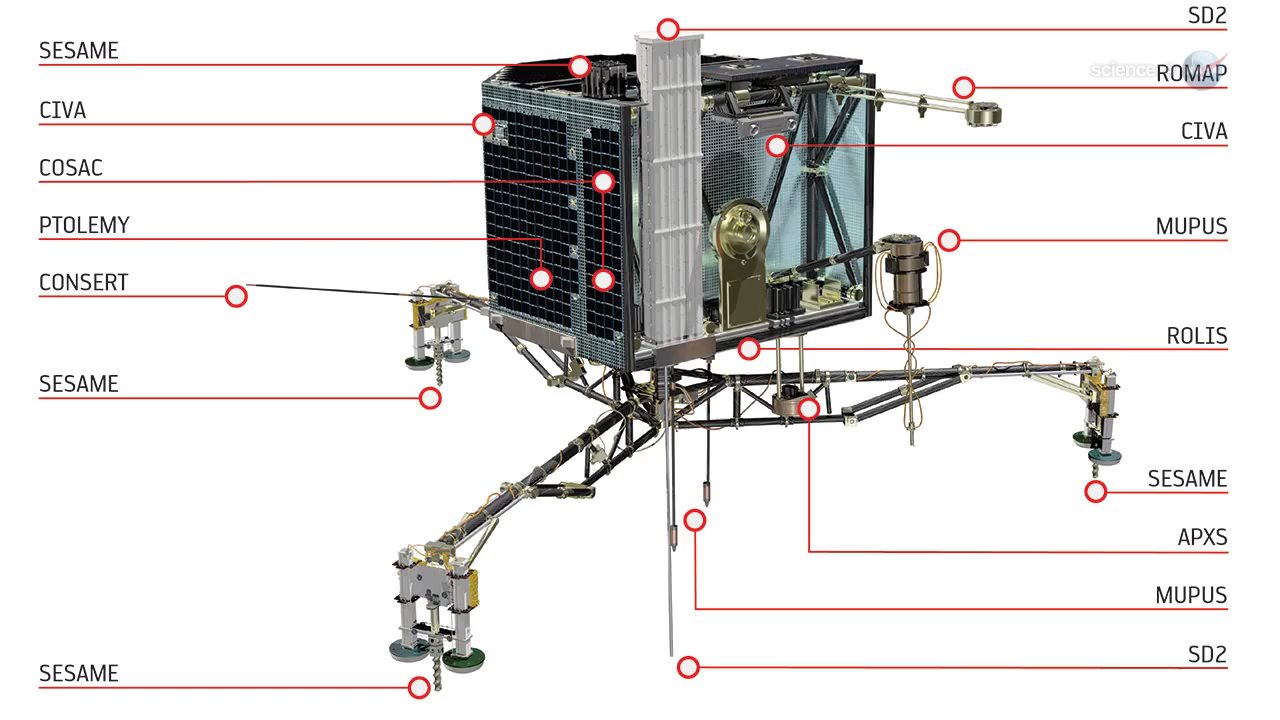 SESAME
CIVA
COSAC
PTOLEMY
CONSERT
SESAME
SESAME
SD2
ROMAP
CIVA
MUPUS
ROLIS
SESAME
APXS
MUPUS
SD2